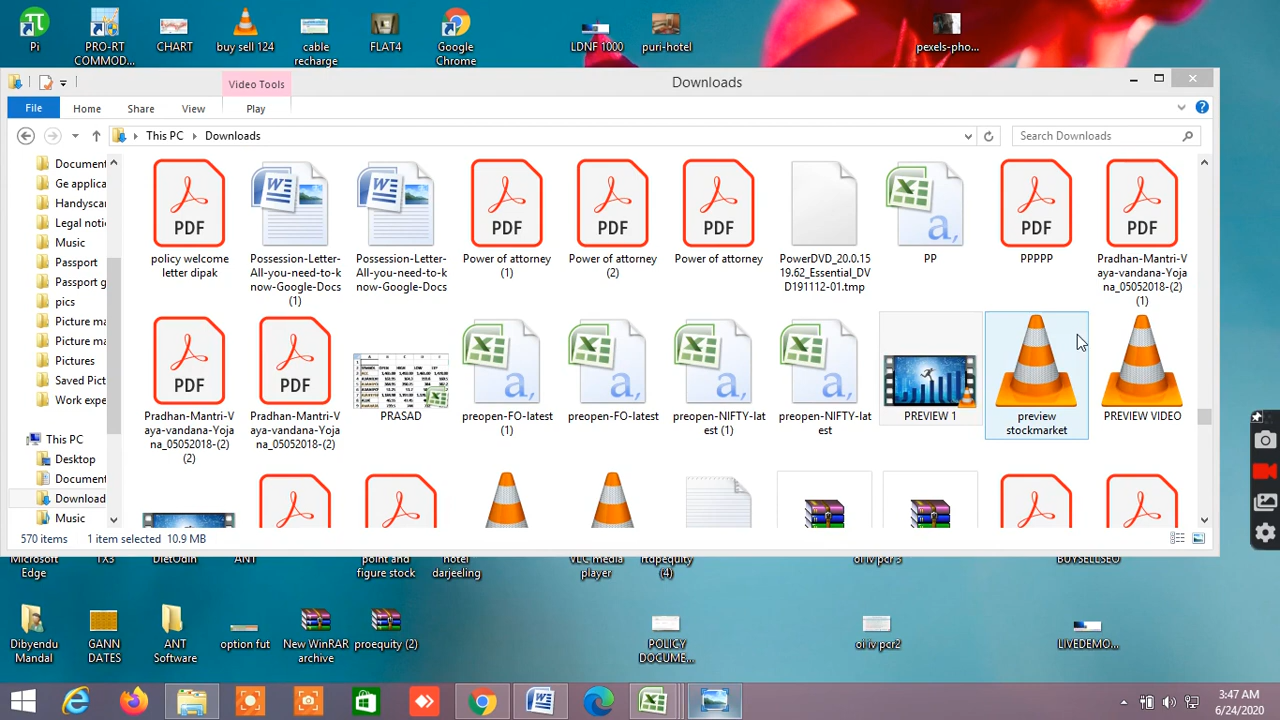 Pi
PRO-RT
COMMOD...
CHART
buy sell 124
cable
recharge
FLAT4
Google
Chrome
LDNF 1000
puri-hotel
pexels-pho...
Video Tools
Downloads
File
Home
Share
View
Play
This PC
Downloads
Search Downloads
Document
Ge applica
Handyscar
Legal noti
Music
Passport
Passport g
pics
Picture ma
Picture ma
Pictures
Saved Pict
Work expe
This PC
Desktop
Document
Download
Music
PDF
policy welcome
letter dipak
Possession-Letter-
All-you-need-to-k
now-Google-Docs
(1)
Possession-Letter-
All-you-need-to-k
now-Google-Docs
PDF
Power of attorney
(1)
PDF
Power of attorney
(2)
PDF
Power of attorney
PowerDVD_20.0.15
19.62_Essential_DV
D191112-01.tmp
a,
PP
PDF
PPPPP
PDF
Pradhan-Mantri-V
aya-vandana-Yoja
na_05052018-(2)
(1)
PDF
Pradhan-Mantri-V
aya-vandana-Yoja
na_05052018-(2)
(2)
PDF
Pradhan-Mantri-V
aya-vandana-Yoja
na_05052018-(2)
PRASAD
a,
preopen-FO-latest
(1)
a,
preopen-FO-latest
a,
preopen-NIFTY-lat
est (1)
a,
preopen-NIFTY-lat
est
PREVIEW 1
preview
stockmarket
PREVIEW VIDEO
570 items
1 item selected 10.9 MB
Microsoft
Edge
TX3
DietOdin
ANT
point and
figure stock
hotel
darjeeling
VLC media
player
rtdpequity
(4)
oi iv pcr 3
BUYSELLSEO
Dibyendu
Mandal
GANN
DATES
ANT
Software
option fut
New WinRAR
archive
proequity (2)
POLICY
DOCUME...
oi iv pcr2
LIVEDEMO...
3:47 AM
6/24/2020